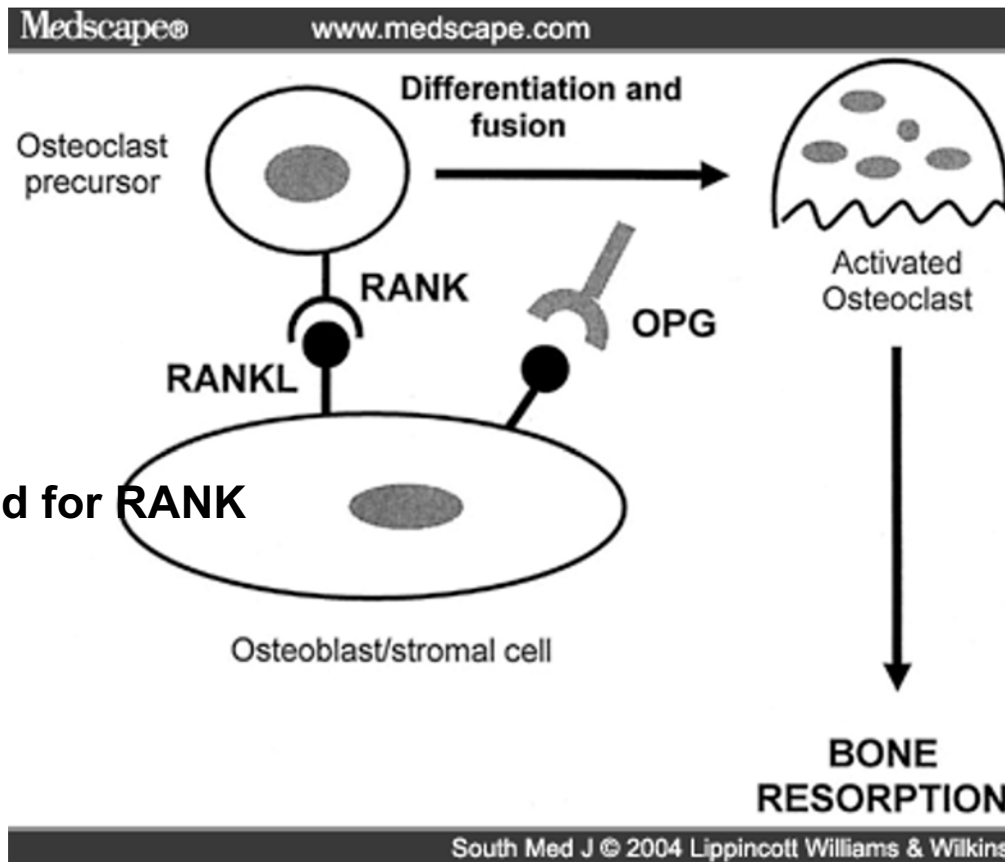 Medscape® www.medscape.com
Differentiation and
fusion
Osteoclast
precursor
Activated
Osteoclast
RANK
OPG
RANKL
d for RANK
Osteoblast/stromal cell
BONE
RESORPTION
South Med J © 2004 Lippincott Williams & Wilkins